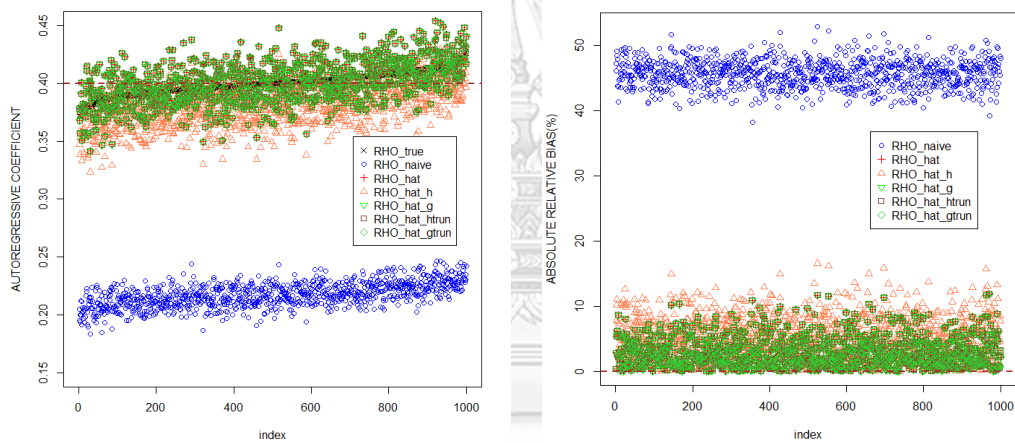 AUTOREGRESSIVE COEFFICIENT
0.45
0.40
0.35
0.30
0.25
0.20
0.15
RHO_true
RHO_naive
RHO_hat
RHO_hat_h
RHO_hat_g
RHO_hat_htrun
RHO_hat_gtrun
0 200 400 600 800 1000
index
ABSOLUTE RELATIVE BIAS(%)
50
40
30
20
10
0
RHO_naive
RHO_hat
RHO_hat_h
RHO_hat_g
RHO_hat_htrun
RHO_hat_gtrun
0 200 400 600 800 1000
index